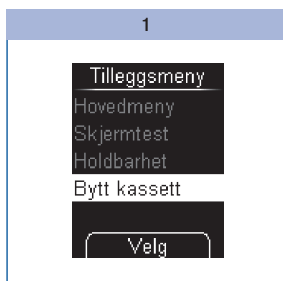 1
Tilleggsmeny
Hovedmeny
Skjermtest
Holdbarhet
Bytt kassett
Velg